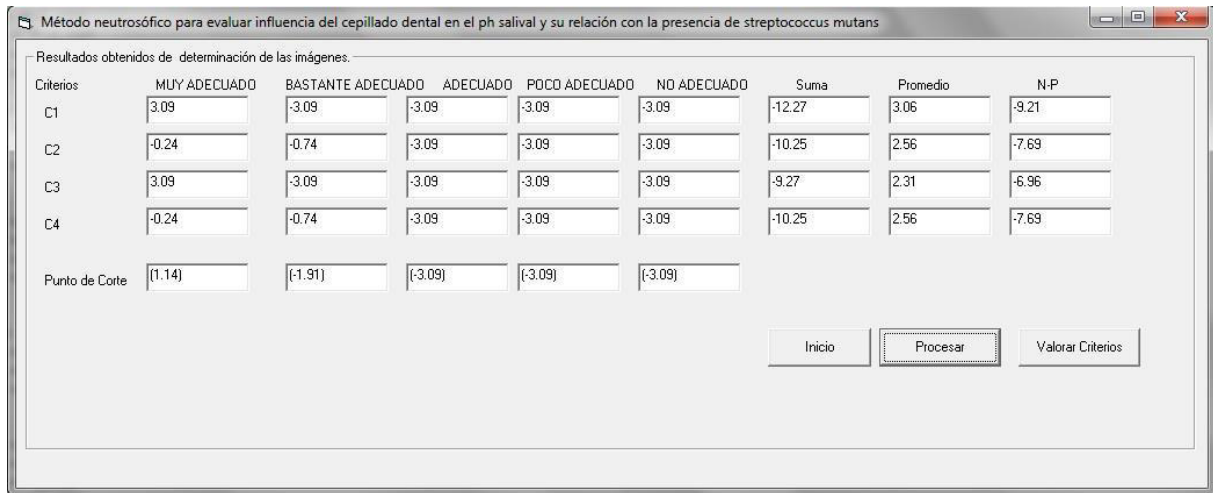 Método neutrosófico para evaluar influencia del cepillado dental en el ph salival y su relación con la presencia de streptococcus mutans
Resultados obtenidos de determinación de las imágenes.
Criterios MUY ADECUADO BASTANTE ADECUADO ADECUADO POCO ADECUADO NO ADECUADO Suma Promedio N-P
C1 3.09 -3.09 -3.09 -3.09 -3.09 -12.27 3.06 -9.21
C2 -0.24 -0.74 -3.09 -3.09 -3.09 -10.25 2.56 -7.69
C3 3.09 -3.09 -3.09 -3.09 -3.09 -9.27 2.31 -6.96
C4 -0.24 -0.74 -3.09 -3.09 -3.09 -10.25 2.56 -7.69
Punto de Corte (1.14) (-1.91) (-3.09) (-3.09) (-3.09)
Inicio Procesar Valorar Criterios